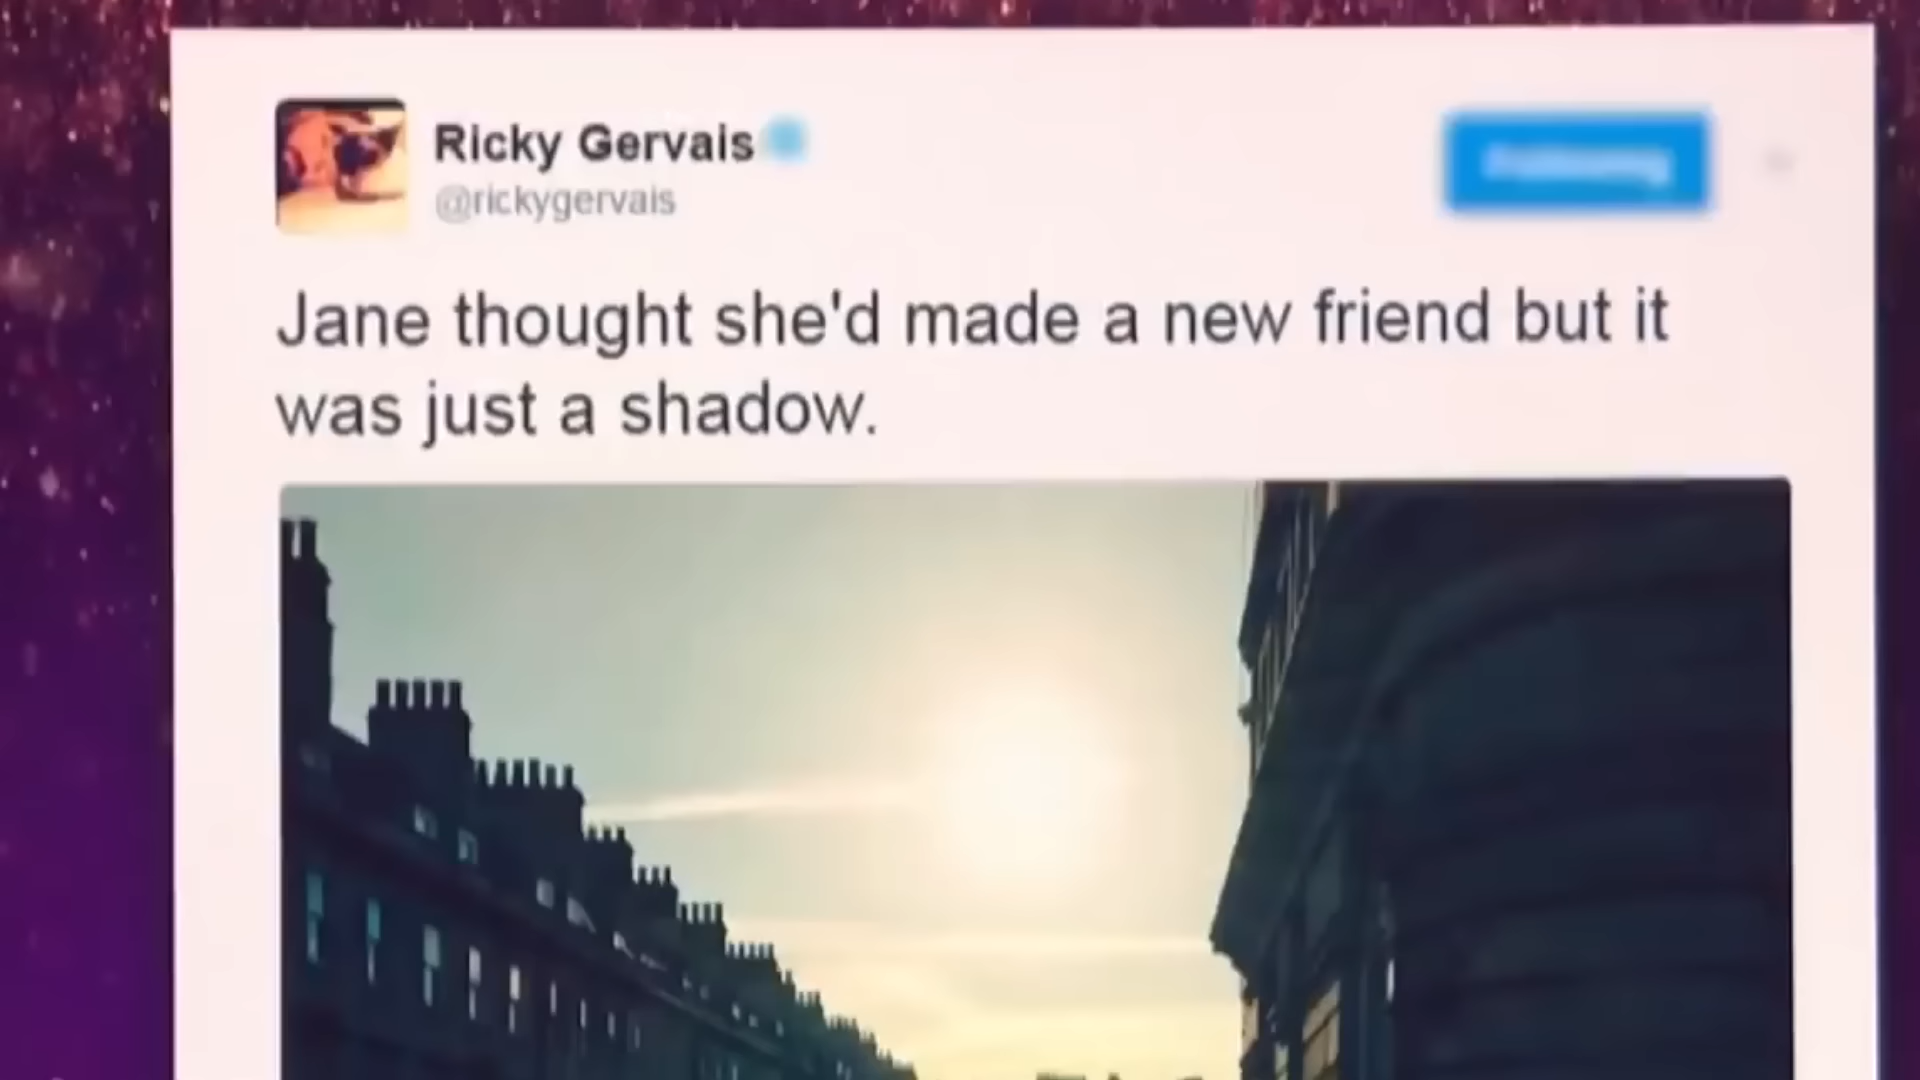 Ricky Gervais
@rickygervais
Jane thought she'd made a new friend but it
was just a shadow.